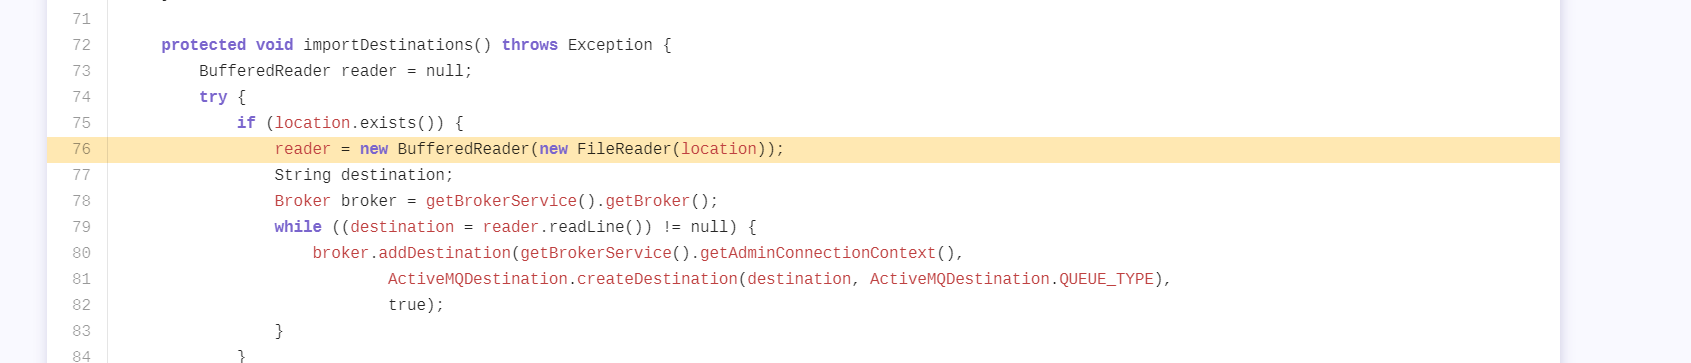 71
72 protected void importDestinations() throws Exception {
73 BufferedReader reader = null;
74 try {
75 if (location.exists()) {
76 reader = new BufferedReader(new FileReader(location));
77 String destination;
78 Broker broker = getBrokerService().getBroker();
79 while ((destination = reader.readLine()) != null) {
80 broker.addDestination(getBrokerService().getAdminConnectionContext(),
81 ActiveMQDestination.createDestination(destination, ActiveMQDestination.QUEUE_TYPE),
82 true);
83 }
84 }